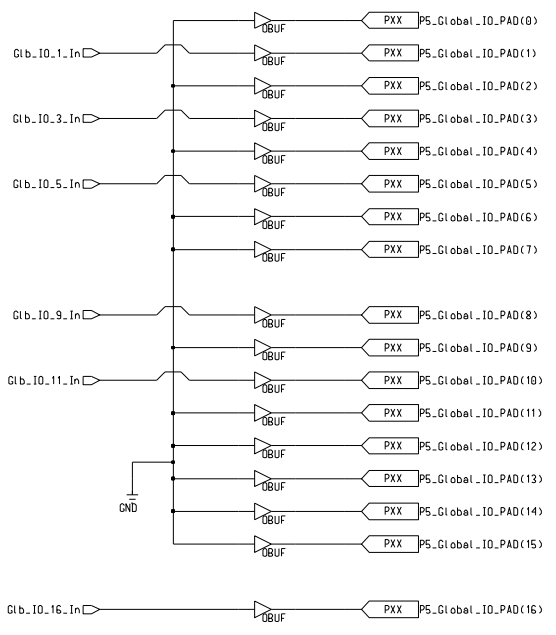 OBUF PXX P5_Global_IO_PAD(0)
Glb_IO_1_In OBUF PXX P5_Global_IO_PAD(1)
OBUF PXX P5_Global_IO_PAD(2)
Glb_IO_3_In OBUF PXX P5_Global_IO_PAD(3)
OBUF PXX P5_Global_IO_PAD(4)
Glb_IO_5_In OBUF PXX P5_Global_IO_PAD(5)
OBUF PXX P5_Global_IO_PAD(6)
OBUF PXX P5_Global_IO_PAD(7)
Glb_IO_9_In OBUF PXX P5_Global_IO_PAD(8)
OBUF PXX P5_Global_IO_PAD(9)
Glb_IO_11_In OBUF PXX P5_Global_IO_PAD(10)
OBUF PXX P5_Global_IO_PAD(11)
OBUF PXX P5_Global_IO_PAD(12)
OBUF PXX P5_Global_IO_PAD(13)
GND OBUF PXX P5_Global_IO_PAD(14)
OBUF PXX P5_Global_IO_PAD(15)
Glb_IO_16_In OBUF PXX P5_Global_IO_PAD(16)